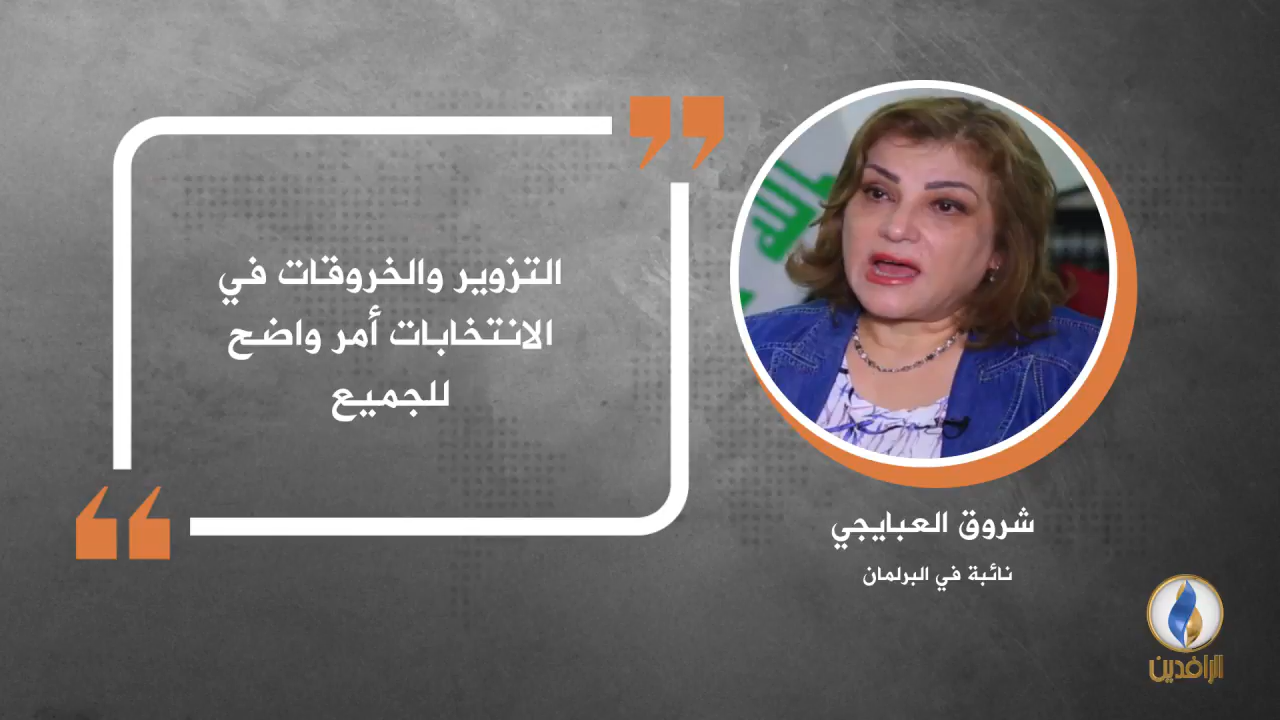 التزوير والخروقات في
الانتخابات أمر واضح
للجميع
شروق العبايجي
نائبة في البرلمان
الرافدين